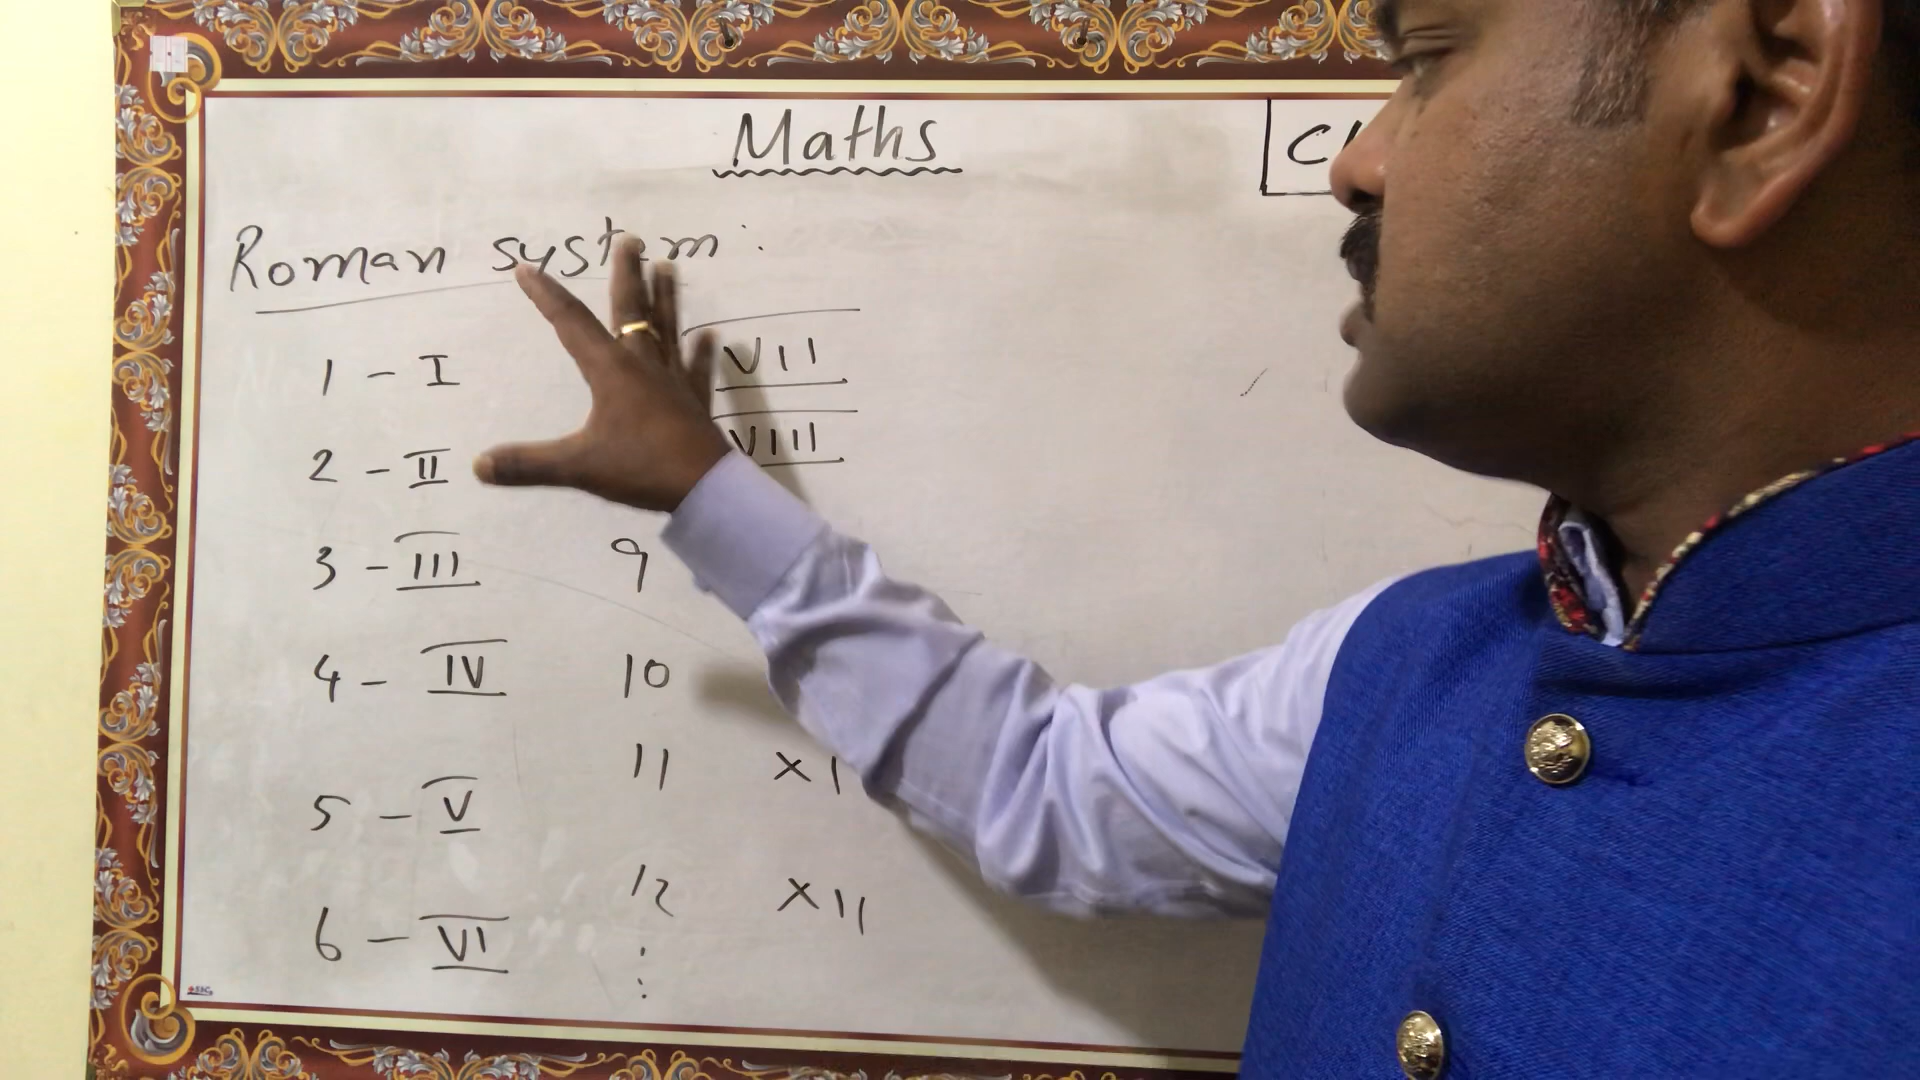 Maths
Roman system:
1 - I
2 - II
3 - III
4 - IV
5 - V
6 - VI
VII
VIII
9
10
11 XI
12 XII